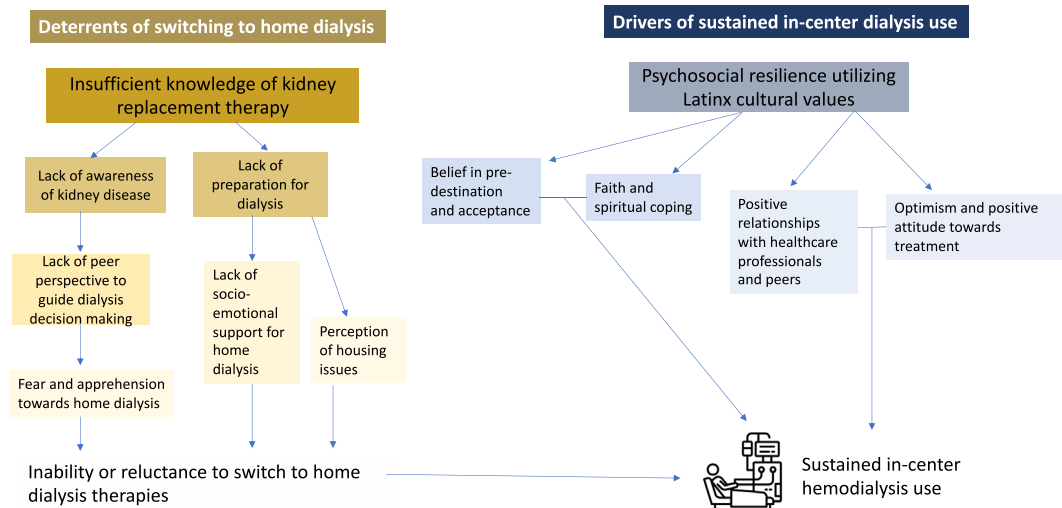 Deterrents of switching to home dialysis
Insufficient knowledge of kidney
replacement therapy
Lack of awareness
of kidney disease
Lack of
preparation for
dialysis
Lack of peer
perspective to
guide dialysis
decision making
Lack of
socio-
emotional
support for
home
dialysis
Perception
of housing
issues
Fear and apprehension
towards home dialysis
Inability or reluctance to switch to home
dialysis therapies
Drivers of sustained in-center dialysis use
Psychosocial resilience utilizing
Latinx cultural values
Belief in pre-
destination
and acceptance
Faith and
spiritual coping
Positive
relationships
with healthcare
professionals
and peers
Optimism and positive
attitude towards
treatment
Sustained in-center
hemodialysis use